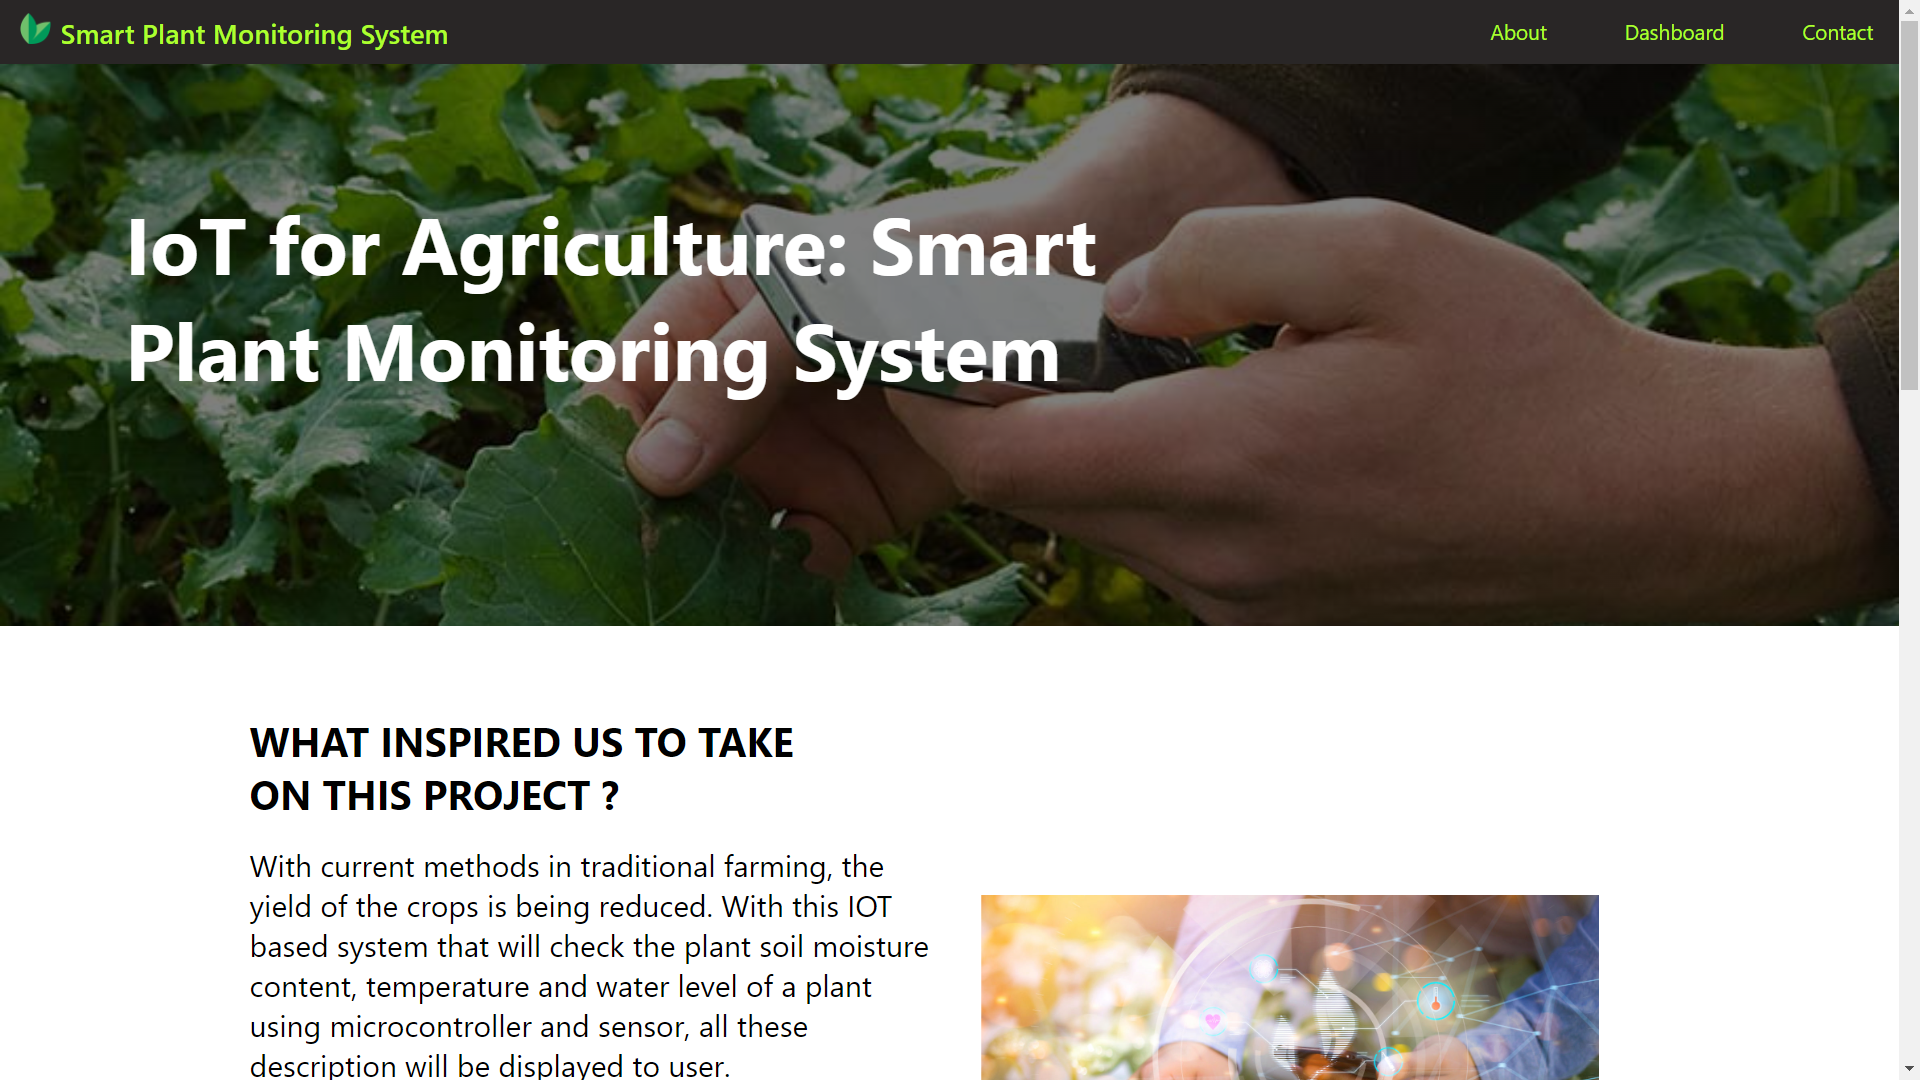 Smart Plant Monitoring System
About
Dashboard
Contact
IoT for Agriculture: Smart
Plant Monitoring System
WHAT INSPIRED US TO TAKE
ON THIS PROJECT ?
With current methods in traditional farming, the
yield of the crops is being reduced. With this IOT
based system that will check the plant soil moisture
content, temperature and water level of a plant
using microcontroller and sensor, all these
description will be displayed to user.